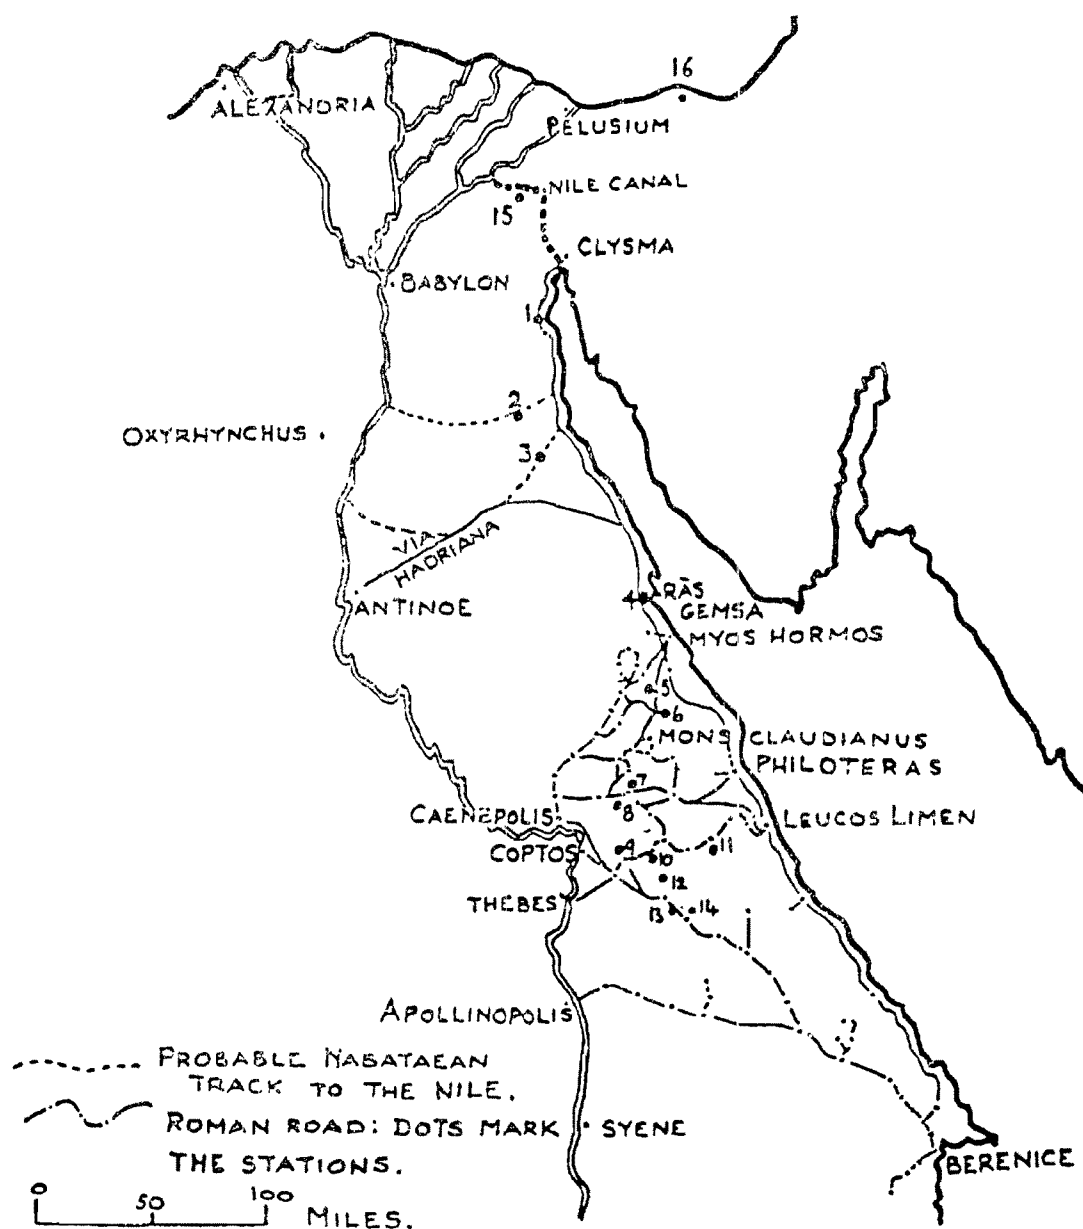 16
ALEXANDRIA
PELUSIUM
NILE CANAL
15
CLYSMA
BABYLON
1
2
OXYRHYNCHUS
3
VIA
HADRIANA
ANTINOE
4
RĀS
GEMSA
MYOS HORMOS
5
6
MONS CLAUDIANUS
PHILOTERAS
7
CAENEPOLIS
8
LEUCOS LIMEN
COPTOS
9
10
11
12
THEBES
13
14
APOLLINOPOLIS
PROBABLE NABATAEAN
TRACK TO THE NILE.
ROMAN ROAD: DOTS MARK
THE STATIONS.
SYENE
BERENICE
0
50
100
MILES.